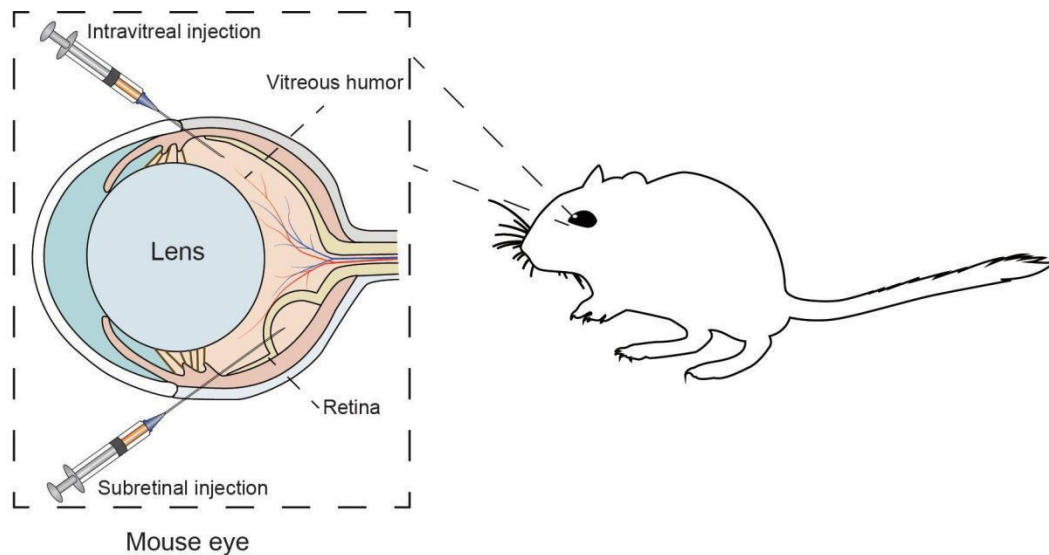 Intravitreal injection
Vitreous humor
Lens
Retina
Subretinal injection
Mouse eye